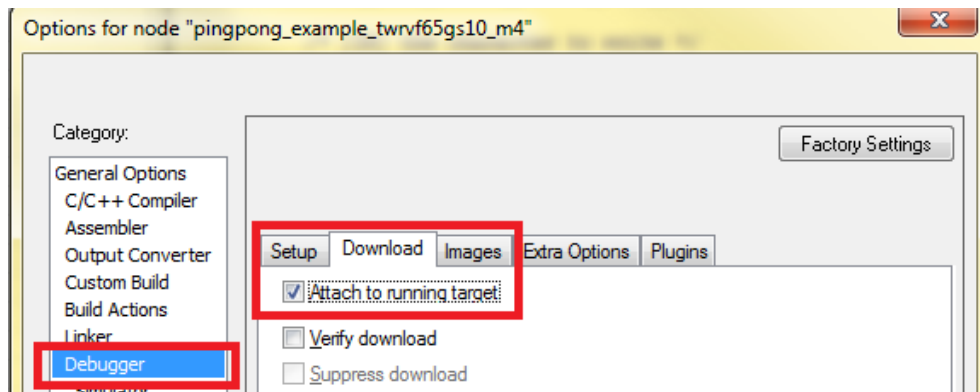 Options for node "pingpong_example_twrvf65gs10_m4"
Category:
Factory Settings
General Options
C/C++ Compiler
Assembler
Output Converter
Custom Build
Build Actions
Linker
Debugger
Simulator
Setup Download Images Extra Options Plugins
Attach to running target
Verify download
Suppress download